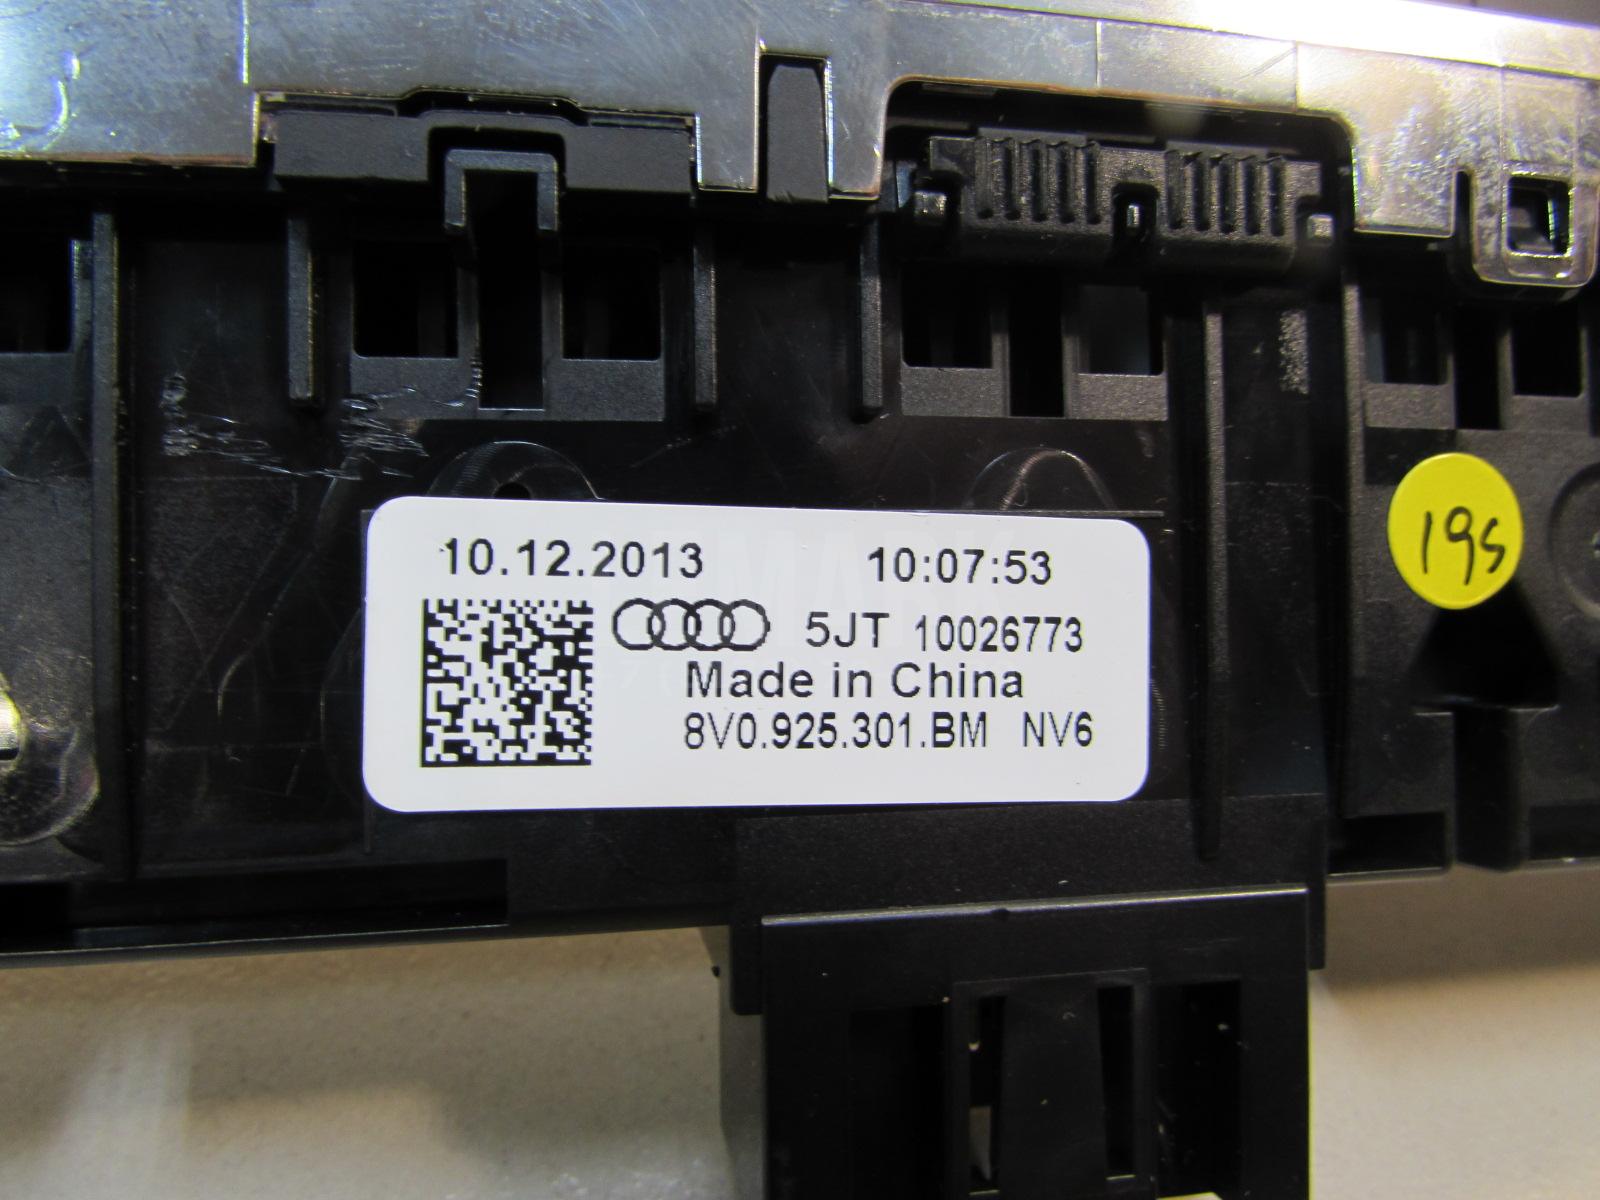 10.12.2013 10:07:53
5JT 10026773
Made in China
8V0.925.301.BM NV6
19s